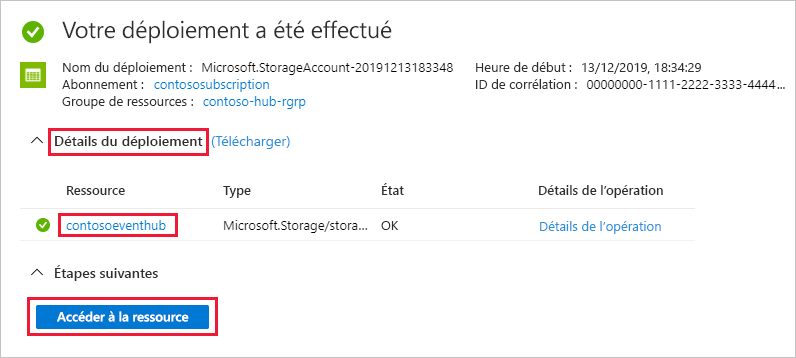 Votre déploiement a été effectué
Nom du déploiement : Microsoft.StorageAccount-20191213183348
Abonnement : contososubscription
Groupe de ressources : contoso-hub-rgrp
Heure de début : 13/12/2019, 18:34:29
ID de corrélation : 00000000-1111-2222-3333-4444...
Détails du déploiement (Télécharger)
Ressource Type État Détails de l’opération
contosoeventhub Microsoft.Storage/stora... OK Détails de l’opération
Étapes suivantes
Accéder à la ressource